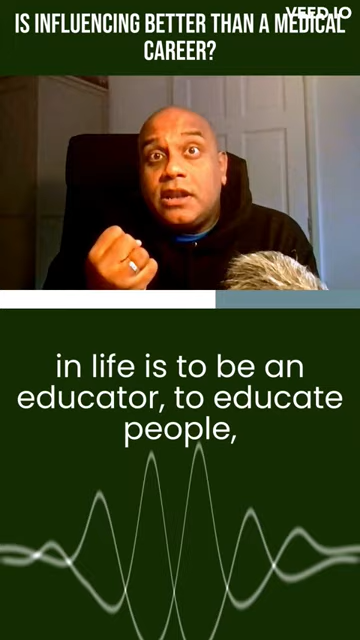 VEED.IO
IS INFLUENCING BETTER THAN A MEDICAL
CAREER?
in life is to be an
educator, to educate
people,